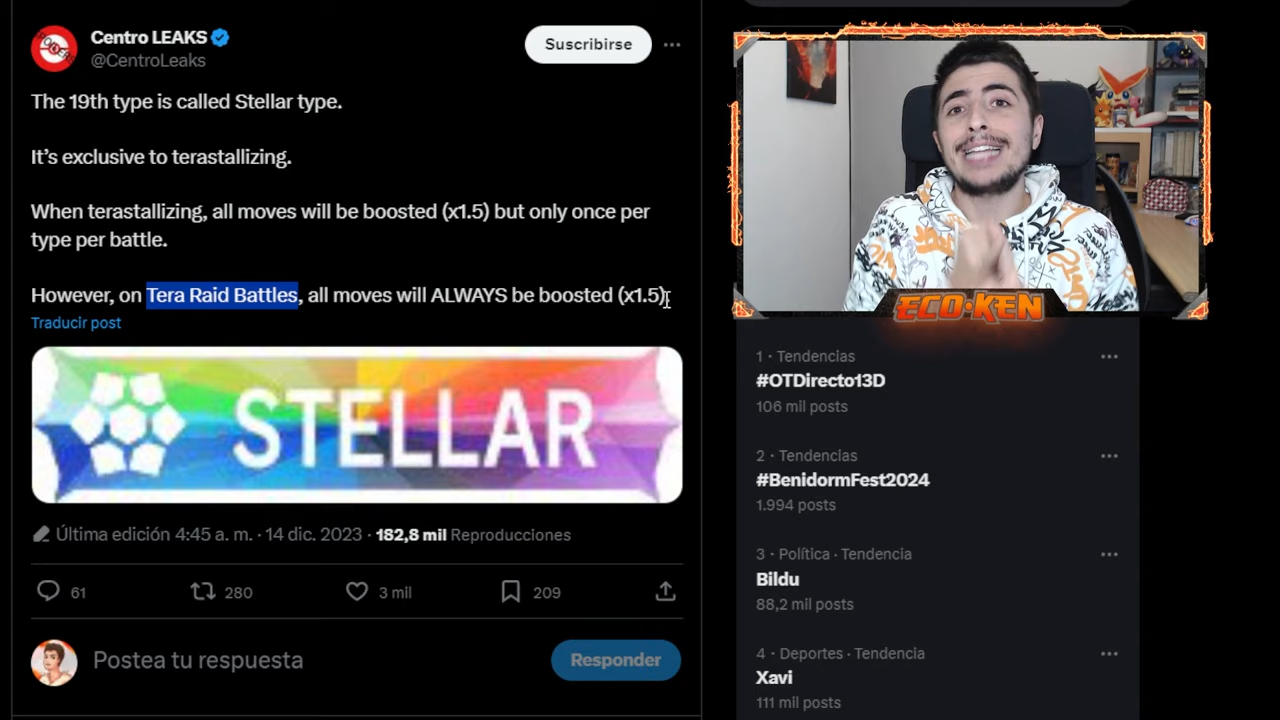 Centro LEAKS
@CentroLeaks
Suscribirse
The 19th type is called Stellar type.
It’s exclusive to terastallizing.
When terastallizing, all moves will be boosted (x1.5) but only once per
type per battle.
However, on Tera Raid Battles, all moves will ALWAYS be boosted (x1.5).
Traducir post
STELLAR
Última edición 4:45 a. m. · 14 dic. 2023 · 182,8 mil Reproducciones
61
280
3 mil
209
Postea tu respuesta
Responder
ECO·KEN
1 · Tendencias
#OTDirecto13D
106 mil posts
2 · Tendencias
#BenidormFest2024
1.994 posts
3 · Política · Tendencia
Bildu
88,2 mil posts
4 · Deportes · Tendencia
Xavi
111 mil posts